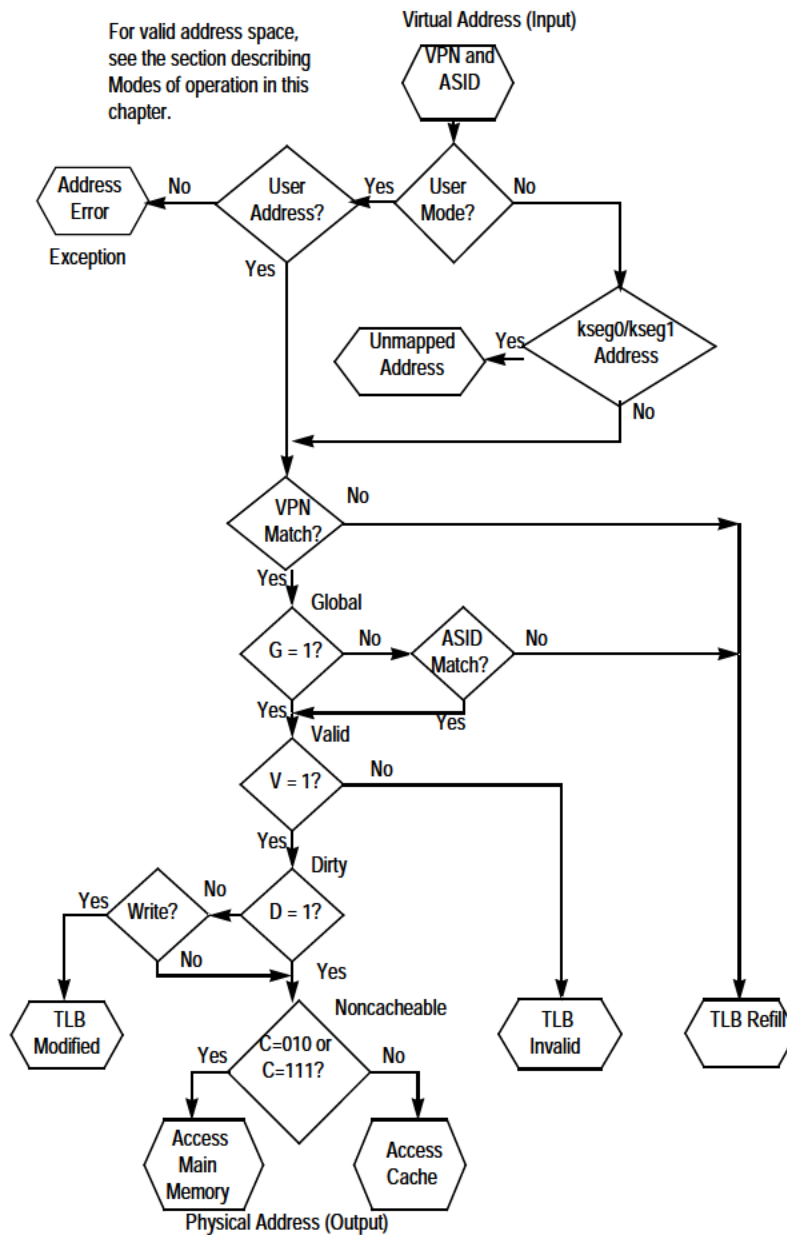 Virtual Address (Input)
For valid address space,
see the section describing
Modes of operation in this
chapter.
VPN and
ASID
Address
Error
No
User
Address?
Yes
User
Mode?
No
Exception
Yes
Unmapped
Address
Yes
kseg0/kseg1
Address
No
VPN
Match?
No
Yes
Global
G = 1?
No
ASID
Match?
No
Yes
Yes
Valid
V = 1?
No
Yes
Dirty
Yes
Write?
No
D = 1?
No
Yes
TLB
Modified
Noncacheable
TLB
Invalid
TLB Refill
Yes
C=010 or
C=111?
No
Access
Main
Memory
Access
Cache
Physical Address (Output)